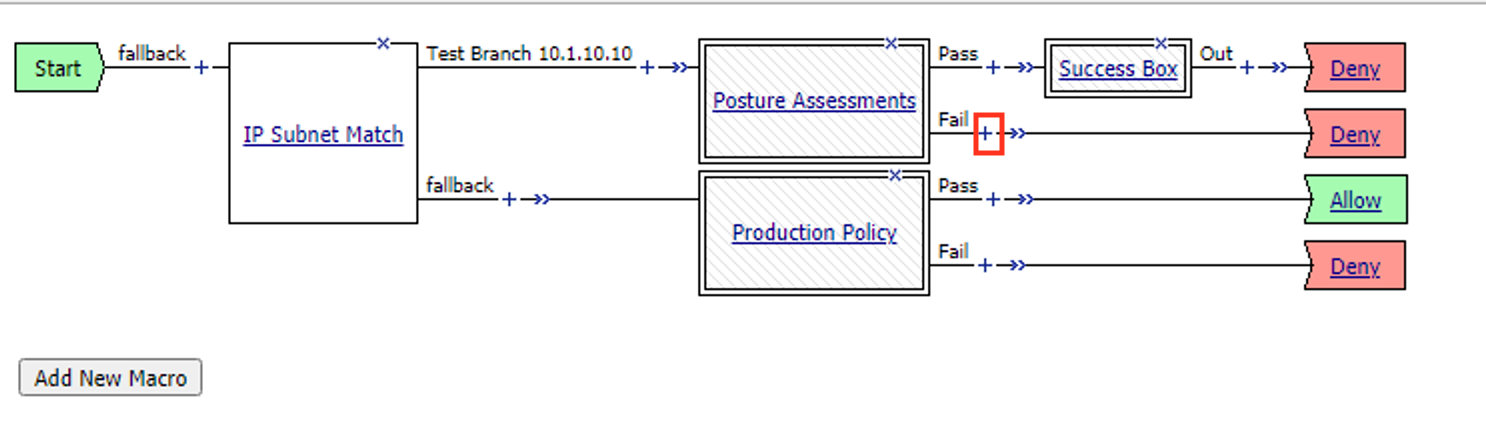 Start
fallback
IP Subnet Match
Test Branch 10.1.10.10
Posture Assessments
Pass
Success Box
Out
Deny
Fail
Deny
fallback
Production Policy
Pass
Allow
Fail
Deny
Add New Macro